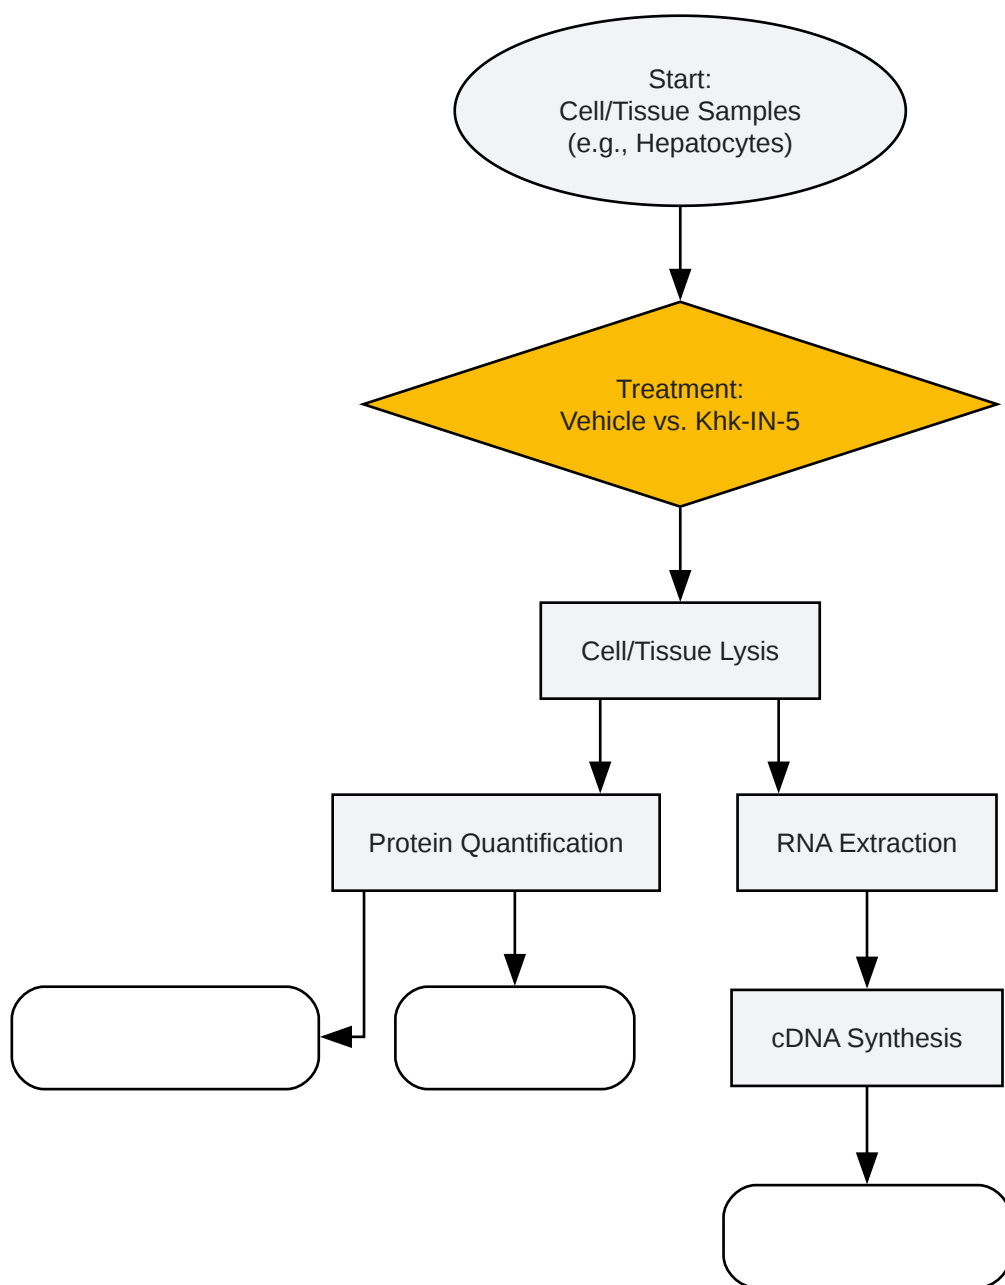 Start:
Cell/Tissue Samples
(e.g., Hepatocytes)
Treatment:
Vehicle vs. Khk-IN-5
Cell/Tissue Lysis
Protein Quantification
RNA Extraction
cDNA Synthesis